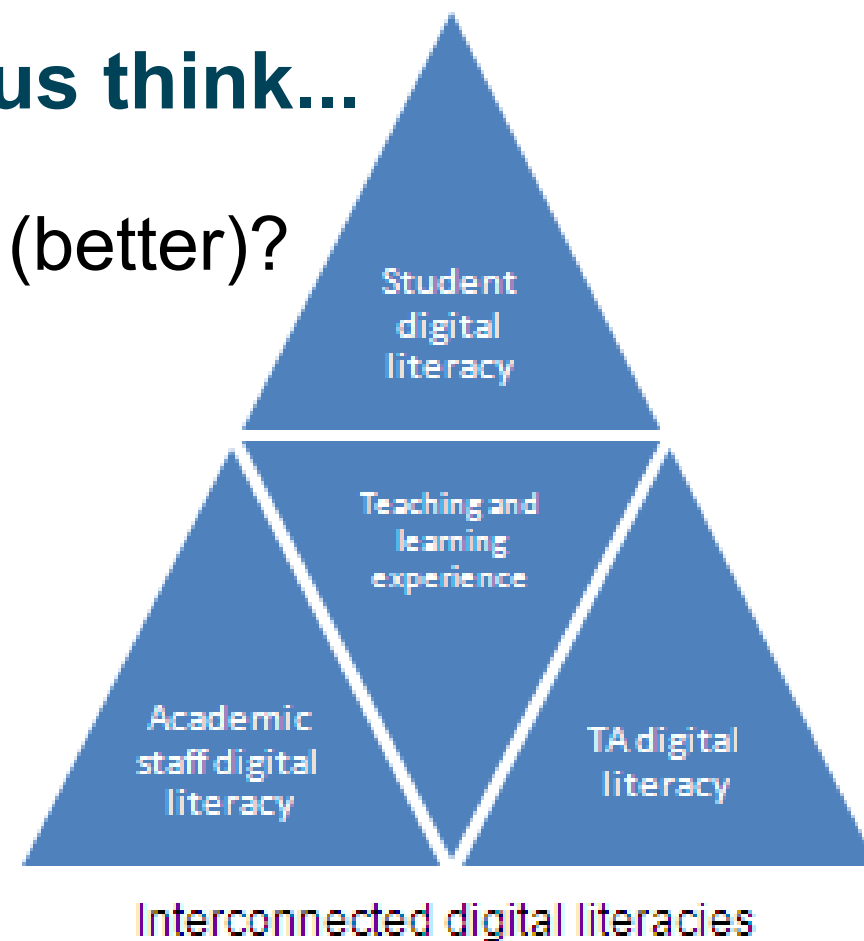 us think...
(better)?
Student
digital
literacy
Teaching and
learning
experience
Academic
staff digital
literacy
TA digital
literacy
Interconnected digital literacies